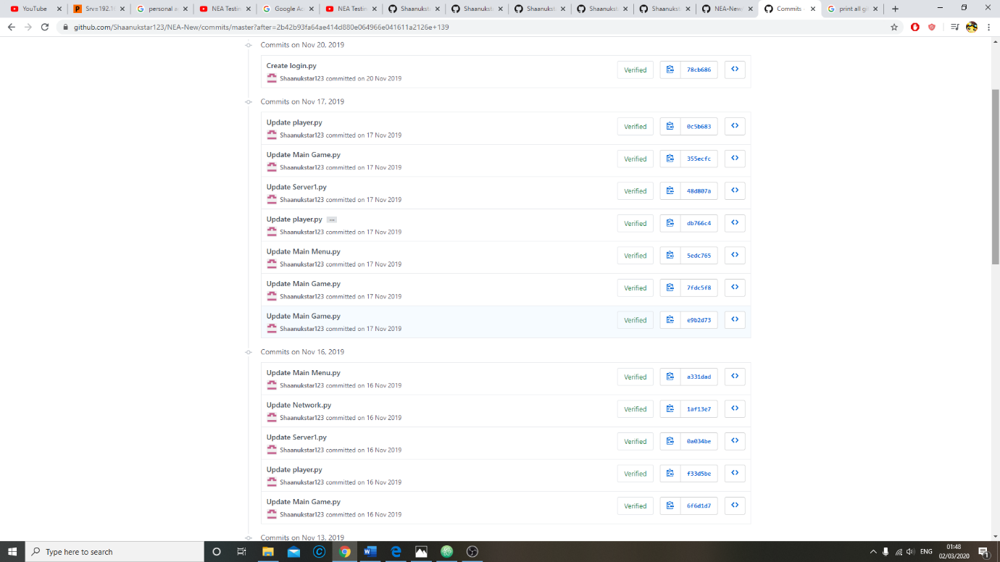 YouTube
Srv=192.1
personal a
NEA Testin
Google Ac
NEA Testin
Shaanukst
Shaanukst
Shaanukst
Shaanukst
Shaanukst
NEA-New/
Commits
print all gi
github.com/Shaanukstar123/NEA-New/commits/master?after=2b42b93fa64ae414d880e064966e041611a2126e+139
Commits on Nov 20, 2019
Create login.py
Shaanukstar123 committed on 20 Nov 2019
Verified
78cb686
Commits on Nov 17, 2019
Update player.py
Shaanukstar123 committed on 17 Nov 2019
Verified
0c5b683
Update Main Game.py
Shaanukstar123 committed on 17 Nov 2019
Verified
355ecfc
Update Server1.py
Shaanukstar123 committed on 17 Nov 2019
Verified
48d807a
Update player.py ...
Shaanukstar123 committed on 17 Nov 2019
Verified
db766c4
Update Main Menu.py
Shaanukstar123 committed on 17 Nov 2019
Verified
5edc765
Update Main Game.py
Shaanukstar123 committed on 17 Nov 2019
Verified
7fdc5f8
Update Main Game.py
Shaanukstar123 committed on 17 Nov 2019
Verified
e9b2d73
Commits on Nov 16, 2019
Update Main Menu.py
Shaanukstar123 committed on 16 Nov 2019
Verified
a331dad
Update Network.py
Shaanukstar123 committed on 16 Nov 2019
Verified
1af13e7
Update Server1.py
Shaanukstar123 committed on 16 Nov 2019
Verified
0a034be
Update player.py
Shaanukstar123 committed on 16 Nov 2019
Verified
f33d5be
Update Main Game.py
Shaanukstar123 committed on 16 Nov 2019
Verified
6f6d1d7
Commits on Nov 13, 2019
Type here to search
ENG
01:48
02/03/2020